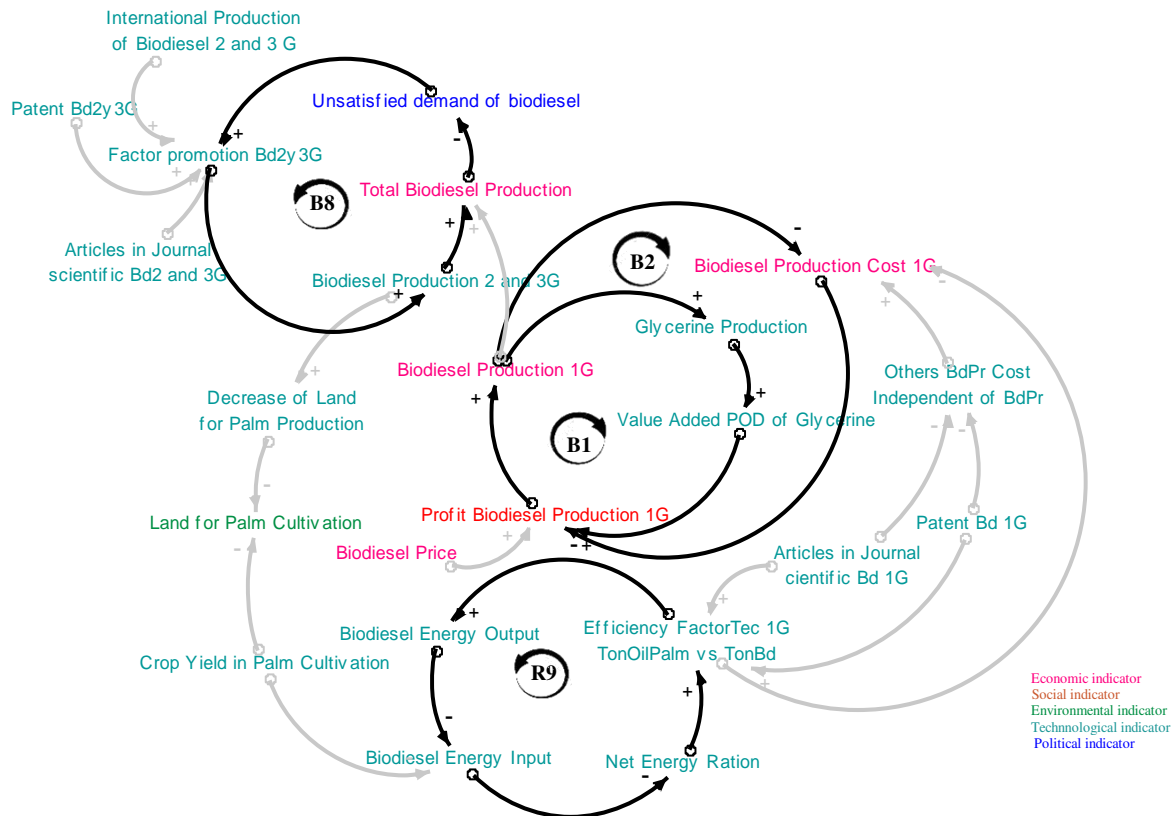 International Production
of Biodiesel 2 and 3 G
Patent Bd2y3G
Unsatisfied demand of biodiesel
+
+
-
Factor promotion Bd2y3G
+
+
+
B8
Total Biodiesel Production
+
+
-
Articles in Journal
scientific Bd2 and 3G
Biodiesel Production 2 and 3G
+
B2
Biodiesel Production Cost 1G
-
+
+
Glycerine Production
Biodiesel Production 1G
+
+
Others BdPr Cost
Independent of BdPr
Decrease of Land
for Palm Production
+
Value Added POD of Glycerine
-
-
B1
-
Land for Palm Cultivation
Profit Biodiesel Production 1G
Patent Bd 1G
-
Biodiesel Price
+
-
+
Articles in Journal
cientific Bd 1G
+
+
Biodiesel Energy Output
Efficiency FactorTec 1G
TonOilPalm vs TonBd
Crop Yield in Palm Cultivation
R9
+
+
-
Biodiesel Energy Input
Net Energy Ration
-
Economic indicator
Social indicator
Environmental indicator
Technnological indicator
Political indicator